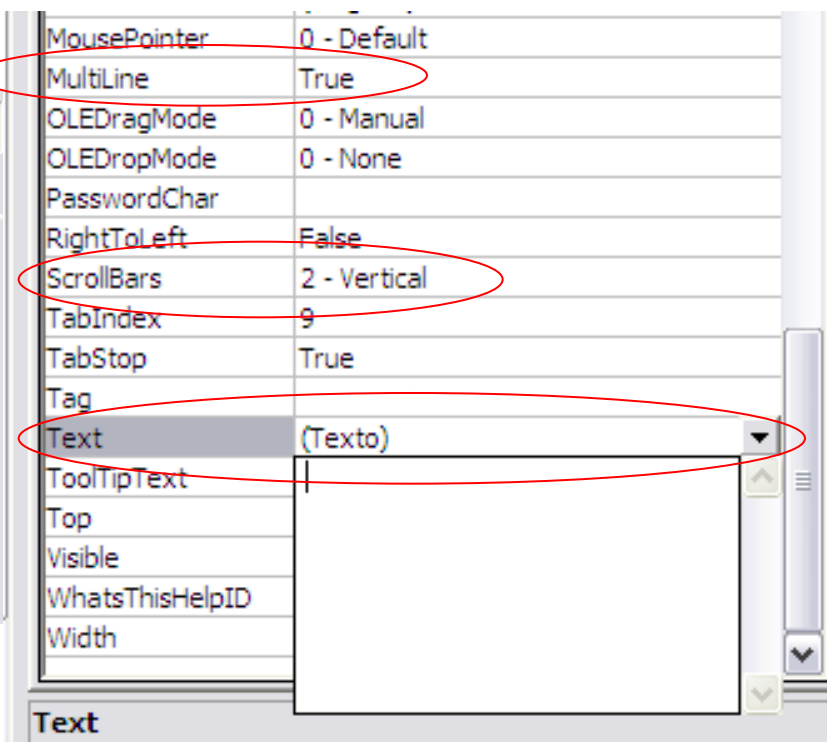 MousePointer 0 - Default
MultiLine True
OLEDragMode 0 - Manual
OLEDropMode 0 - None
PasswordChar
RightToLeft False
ScrollBars 2 - Vertical
TabIndex 9
TabStop True
Tag
Text (Texto)
ToolTipText
Top
Visible
WhatsThisHelpID
Width
Text